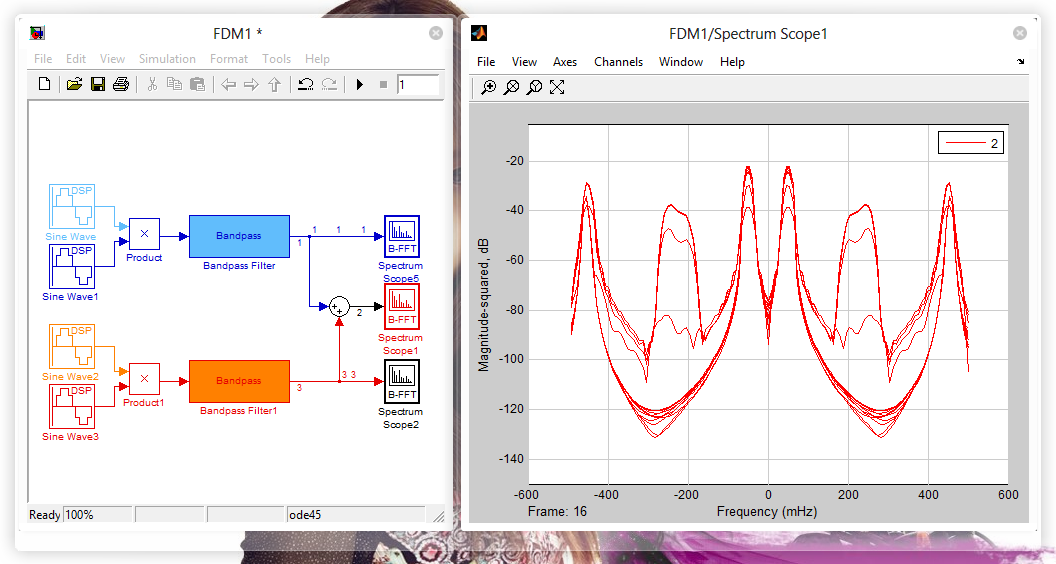 FDM1 *
File Edit View Simulation Format Tools Help
1
DSP
Sine Wave
DSP
Sine Wave1
×
Product
Bandpass
Bandpass Filter
1
1 1 1
B-FFT
Spectrum
Scope5
2
B-FFT
Spectrum
Scope1
DSP
Sine Wave2
DSP
Sine Wave3
×
Product1
Bandpass
Bandpass Filter1
3
3 3
B-FFT
Spectrum
Scope2
Ready 100% ode45
FDM1/Spectrum Scope1
File View Axes Channels Window Help
2
Magnitude-squared, dB
-20
-40
-60
-80
-100
-120
-140
-600 -400 -200 0 200 400 600
Frame: 16 Frequency (mHz)